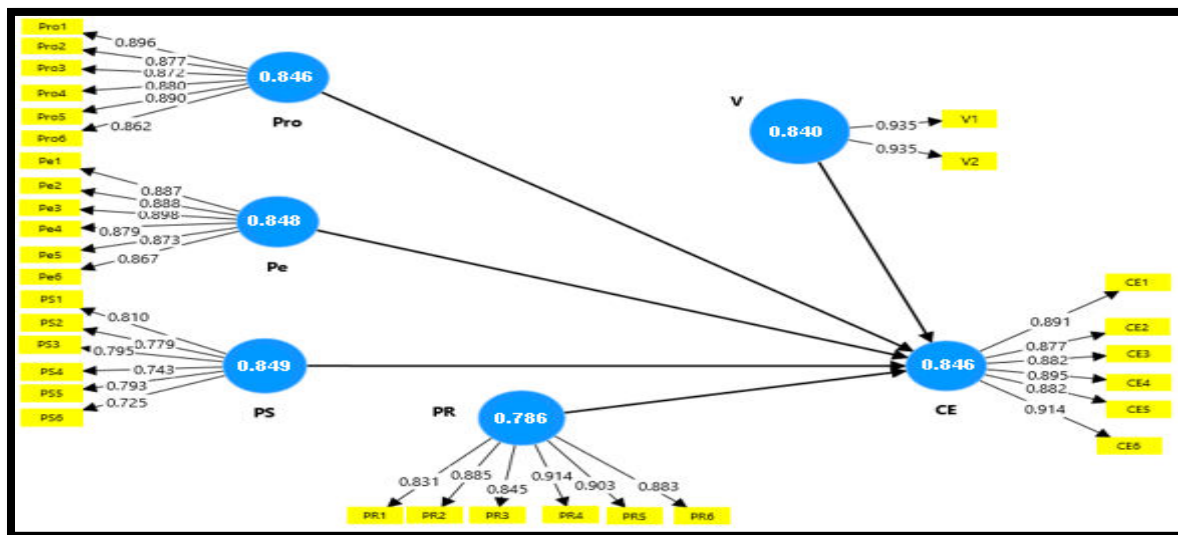 Pro1
Pro2
Pro3
Pro4
Pro5
Pro6
0.896
0.877
0.872
0.880
0.890
0.862
0.846
Pro
Pe1
Pe2
Pe3
Pe4
Pe5
Pe6
0.887
0.888
0.898
0.879
0.873
0.867
0.848
Pe
PS1
PS2
PS3
PS4
PS5
PS6
0.810
0.779
0.795
0.743
0.793
0.725
0.849
PS
PR
0.786
0.831
0.885
0.845
0.914
0.903
0.883
PR1
PR2
PR3
PR4
PR5
PR6
V
0.840
0.935
0.935
V1
V2
0.846
CE
0.891
0.877
0.882
0.895
0.882
0.914
CE1
CE2
CE3
CE4
CE5
CE6